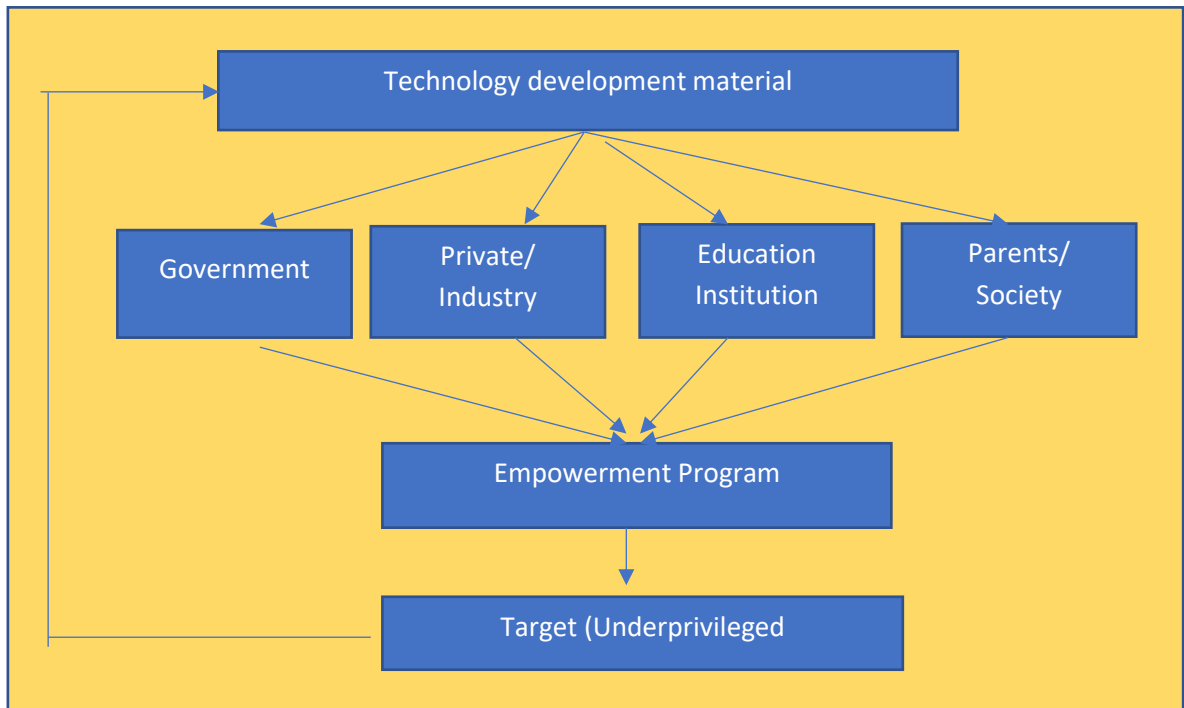 Technology development material
Government
Private/
Industry
Education
Institution
Parents/
Society
Empowerment Program
Target (Underprivileged